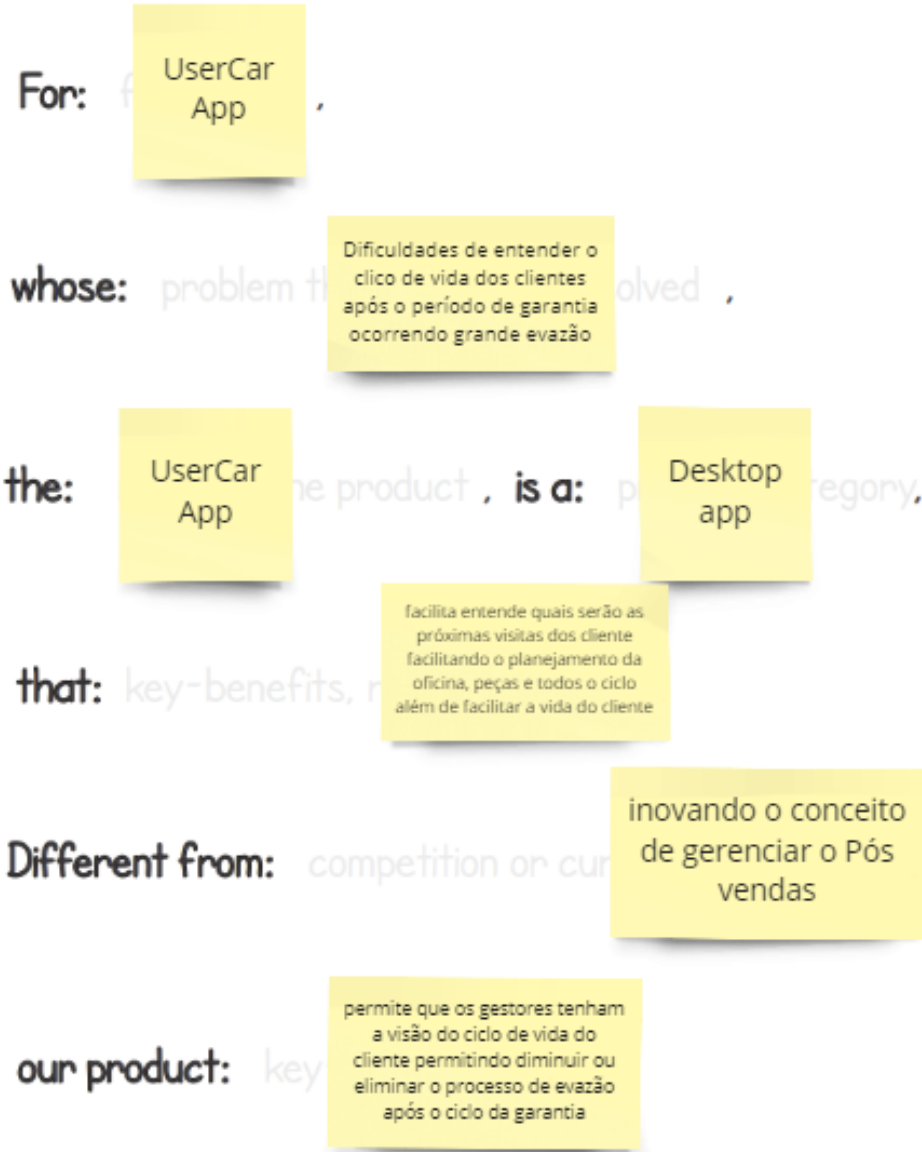 For: UserCar
App ,
whose: problem th
Dificuldades de entender o
clico de vida dos clientes
após o período de garantia
ocorrendo grande evazão
olved ,
the: UserCar
App
he product , is a: Desktop
app
egory,
that: key-benefits, r
facilita entende quais serão as
próximas visitas dos cliente
facilitando o planejamento da
oficina, peças e todos o ciclo
além de facilitar a vida do cliente
Different from: competition or cur
inovando o conceito
de gerenciar o Pós
vendas
our product: key
permite que os gestores tenham
a visão do ciclo de vida do
cliente permitindo diminuir ou
eliminar o processo de evazão
após o ciclo da garantia